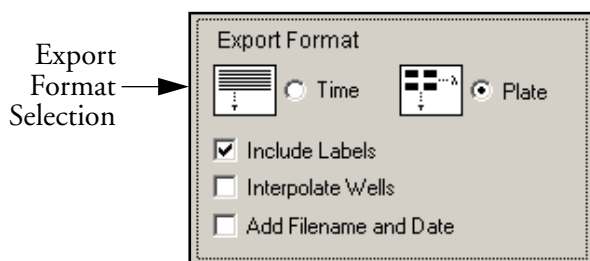 Export Format
Export
Format
Selection
Time
λ
Plate
Include Labels
Interpolate Wells
Add Filename and Date